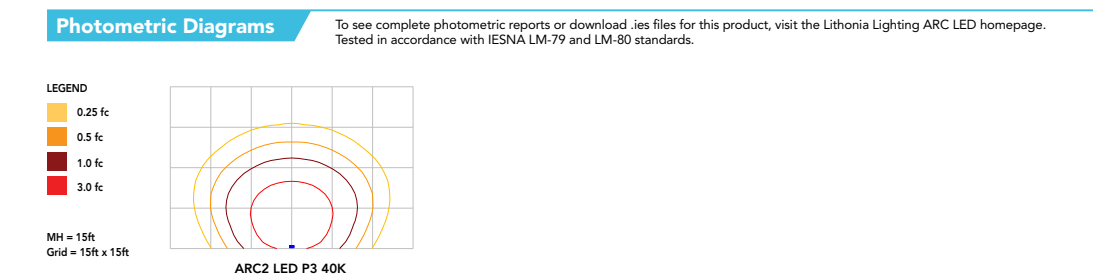 Photometric Diagrams
To see complete photometric reports or download .ies files for this product, visit the Lithonia Lighting ARC LED homepage.
Tested in accordance with IESNA LM-79 and LM-80 standards.
LEGEND
0.25 fc
0.5 fc
1.0 fc
3.0 fc
MH = 15ft
Grid = 15ft x 15ft
ARC2 LED P3 40K